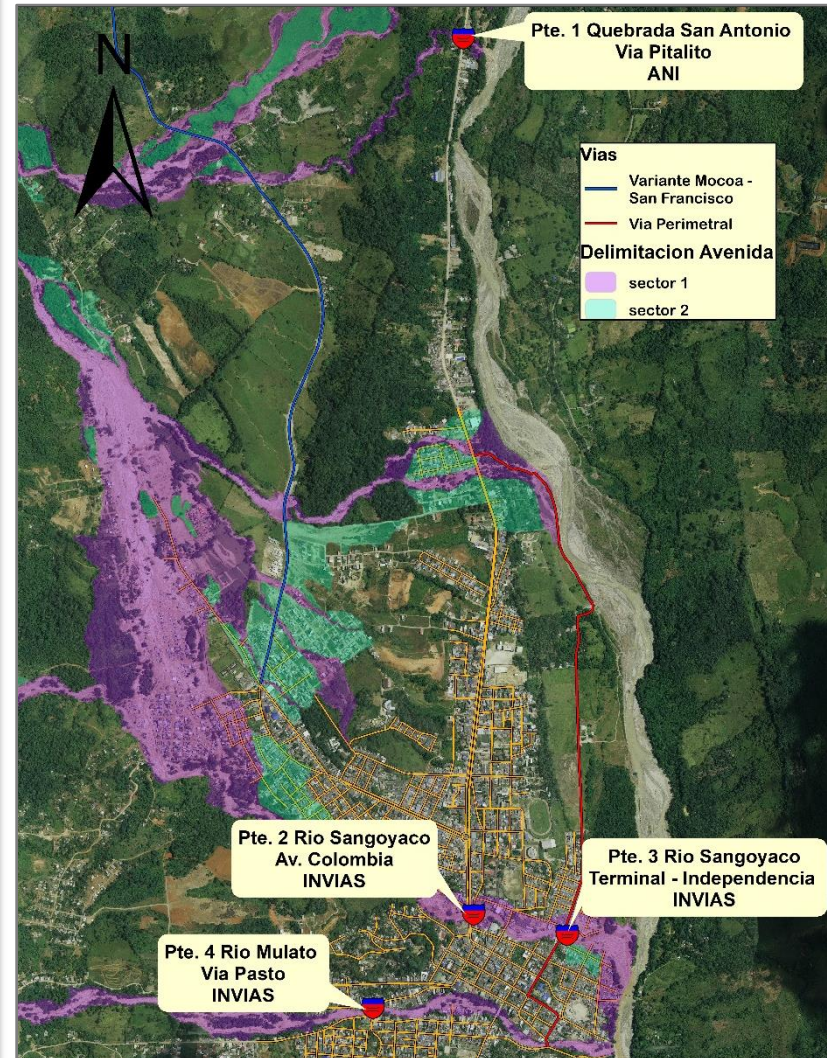 Pte. 1 Quebrada San Antonio
Via Pitalito
ANI
N
Vias
Variante Mocoa -
San Francisco
Via Perimetral
Delimitacion Avenida
sector 1
sector 2
Pte. 2 Rio Sangoyaco
Av. Colombia
INVIAS
Pte. 3 Rio Sangoyaco
Terminal - Independencia
INVIAS
Pte. 4 Rio Mulato
Via Pasto
INVIAS